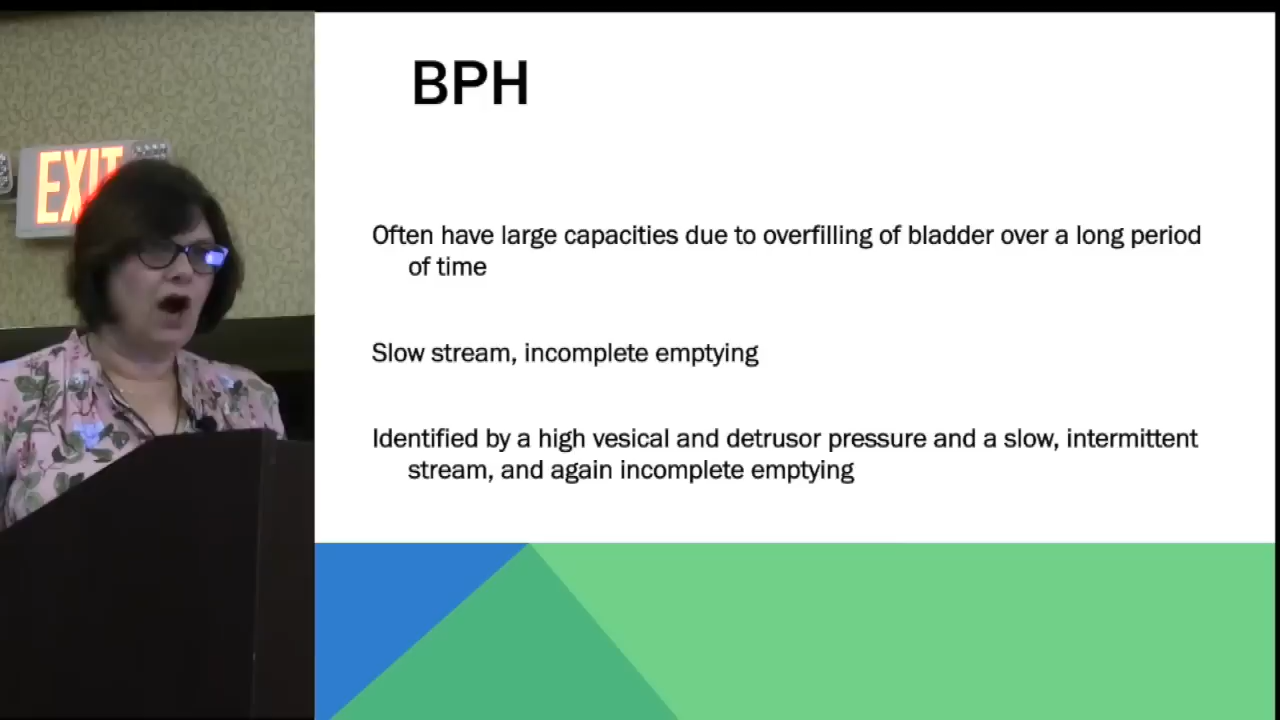 EXIT
BPH
Often have large capacities due to overfilling of bladder over a long period
of time
Slow stream, incomplete emptying
Identified by a high vesical and detrusor pressure and a slow, intermittent
stream, and again incomplete emptying